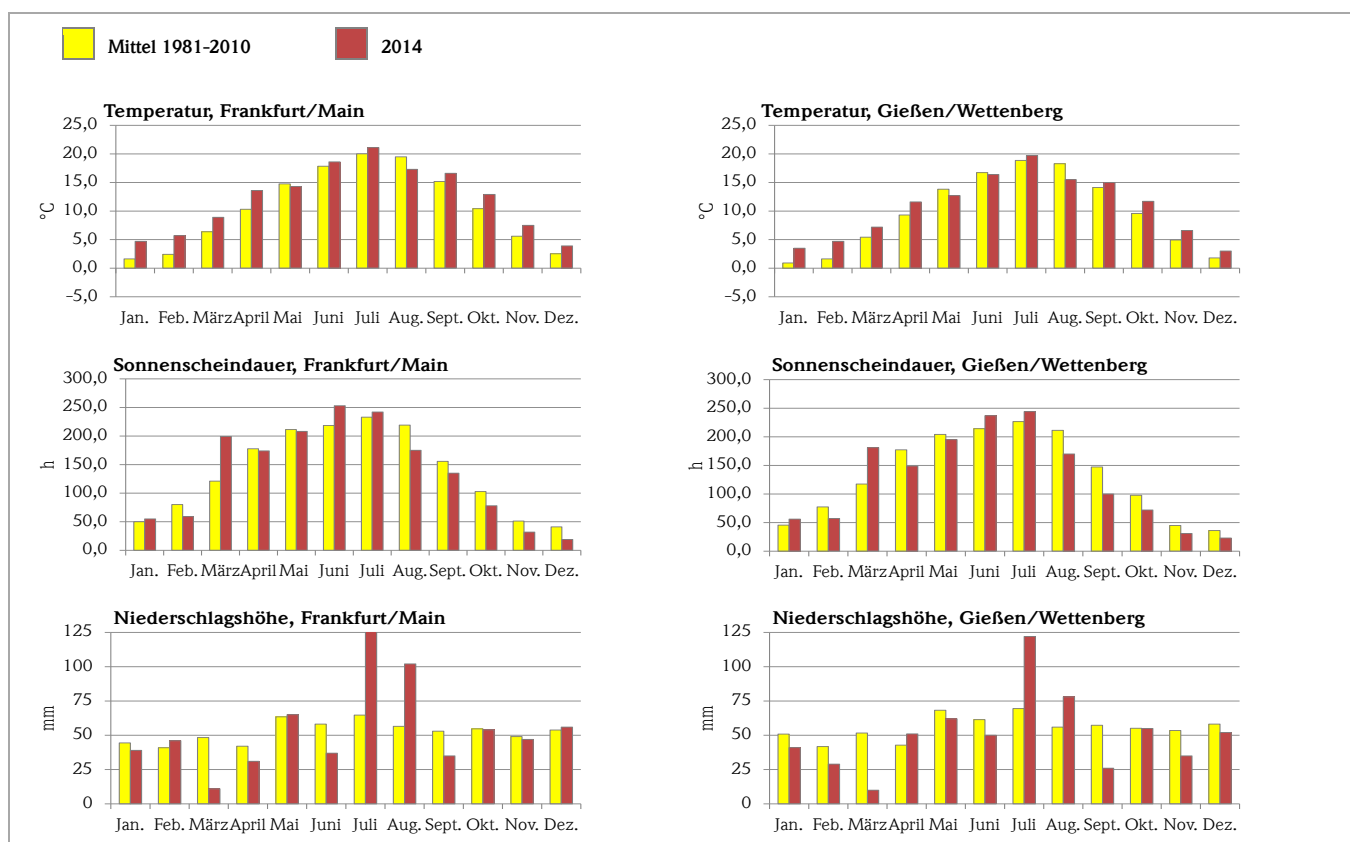 Mittel 1981-2010
2014
Temperatur, Frankfurt/Main
25,0
20,0
15,0
10,0
5,0
0,0
–5,0
°C
Jan. Feb. März April Mai Juni Juli Aug. Sept. Okt. Nov. Dez.
Temperatur, Gießen/Wettenberg
25,0
20,0
15,0
10,0
5,0
0,0
–5,0
°C
Jan. Feb. März April Mai Juni Juli Aug. Sept. Okt. Nov. Dez.
Sonnenscheindauer, Frankfurt/Main
300,0
250,0
200,0
150,0
100,0
50,0
0,0
h
Jan. Feb. März April Mai Juni Juli Aug. Sept. Okt. Nov. Dez.
Sonnenscheindauer, Gießen/Wettenberg
300,0
250,0
200,0
150,0
100,0
50,0
0,0
h
Jan. Feb. März April Mai Juni Juli Aug. Sept. Okt. Nov. Dez.
Niederschlagshöhe, Frankfurt/Main
125
100
75
50
25
0
mm
Jan. Feb. März April Mai Juni Juli Aug. Sept. Okt. Nov. Dez.
Niederschlagshöhe, Gießen/Wettenberg
125
100
75
50
25
0
mm
Jan. Feb. März April Mai Juni Juli Aug. Sept. Okt. Nov. Dez.